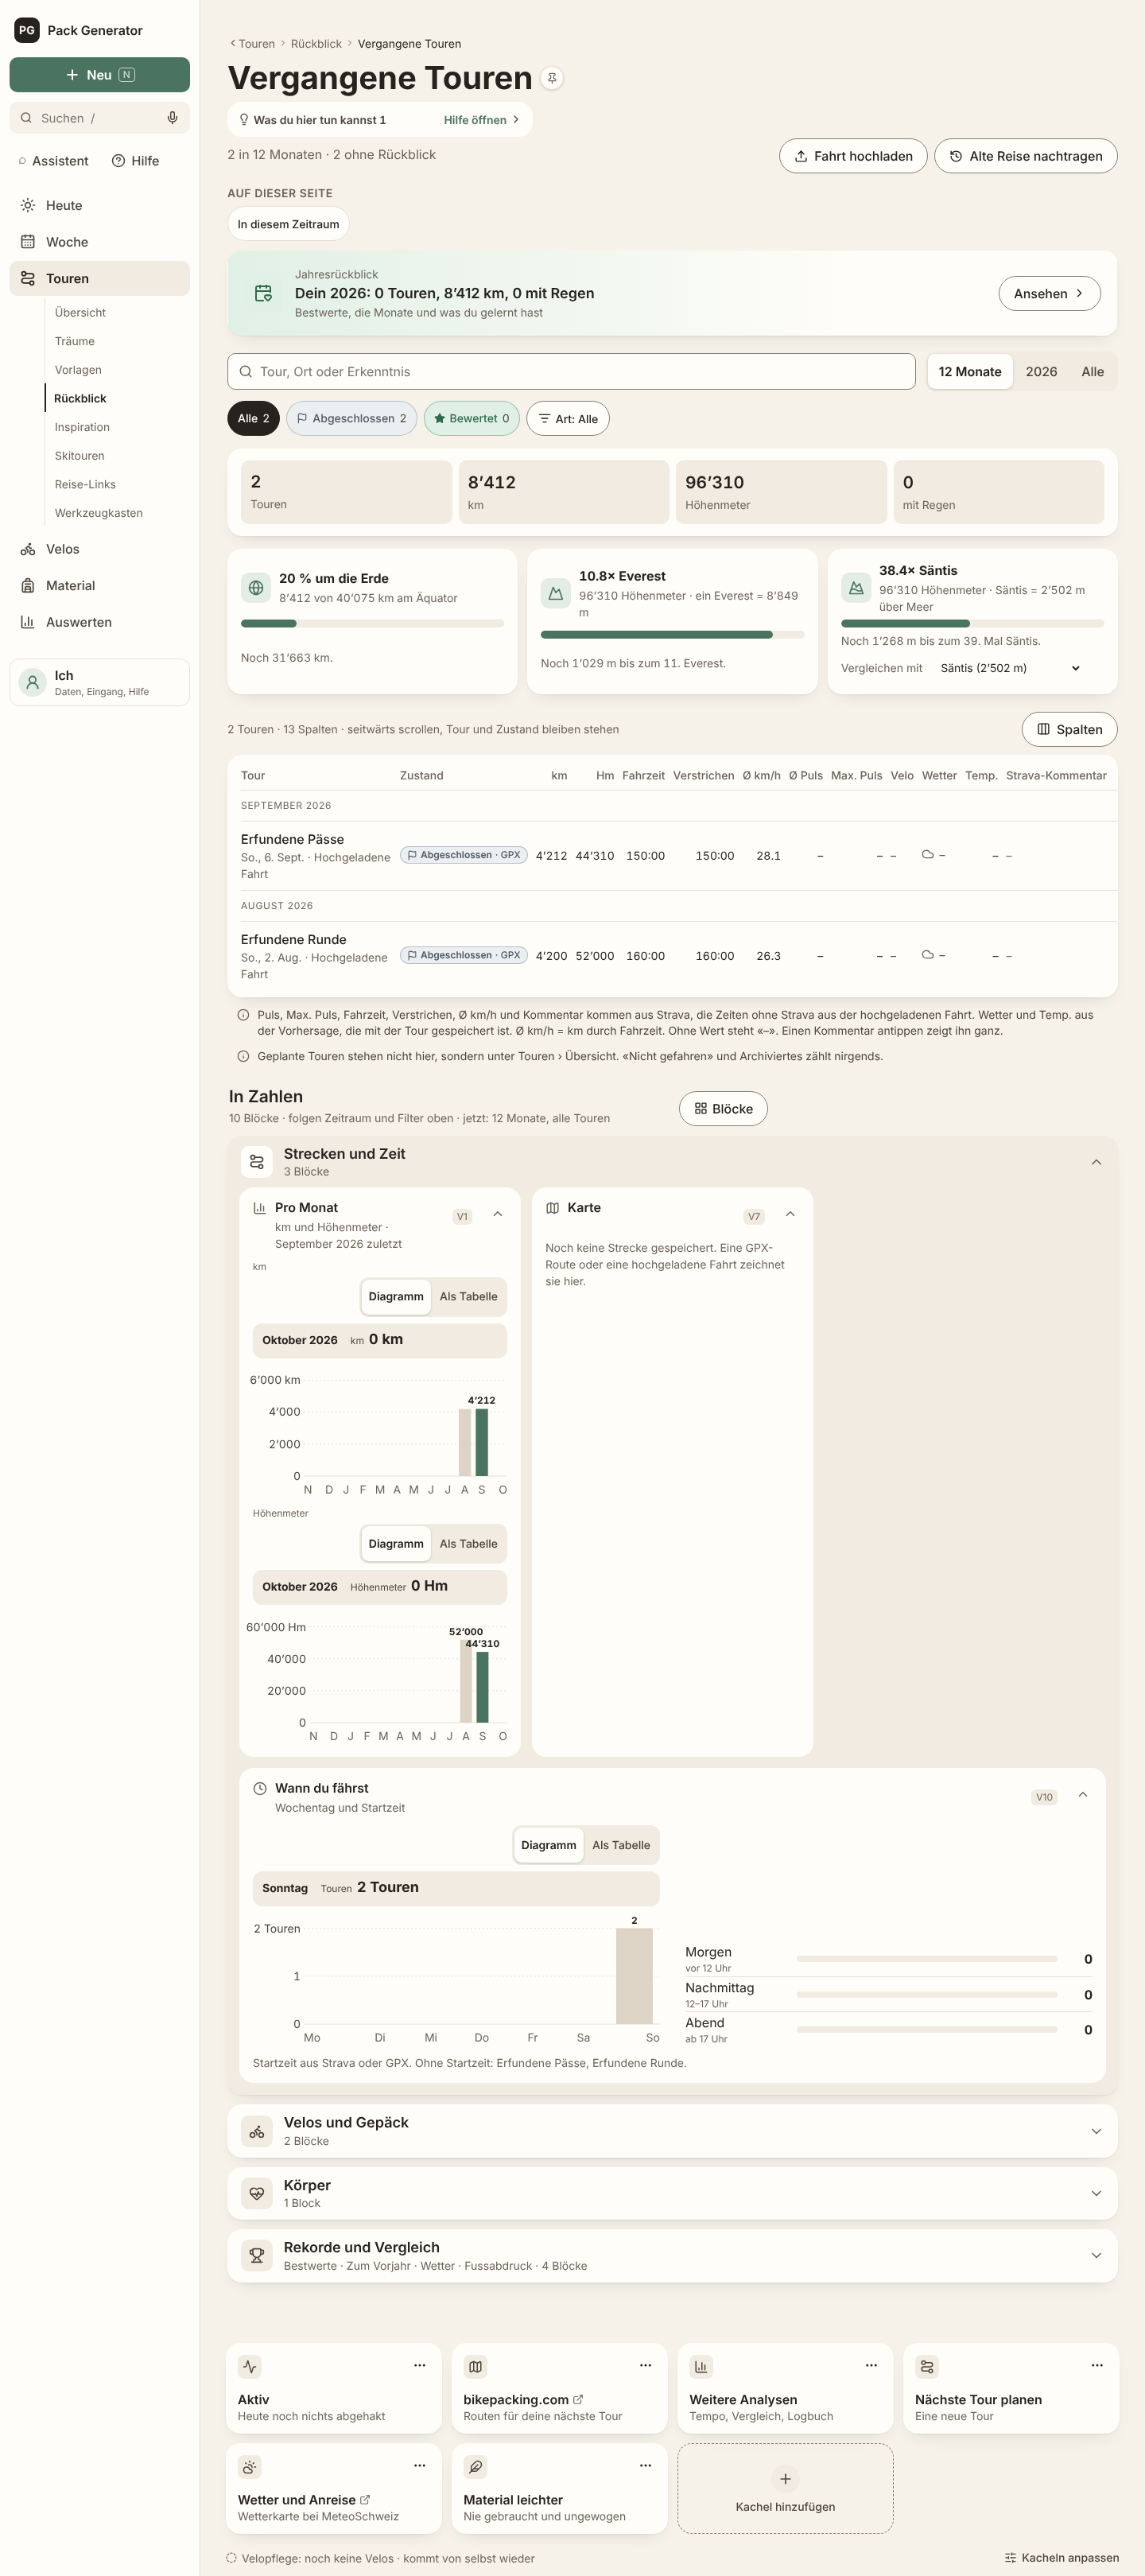 PG Pack Generator
Neu N
Suchen /
Assistent Hilfe
Heute
Woche
Touren
Übersicht
Träume
Vorlagen
Rückblick
Inspiration
Skitouren
Reise-Links
Werkzeugkasten
Velos
Material
Auswerten
Ich
Daten, Eingang, Hilfe
Touren Rückblick Vergangene Touren
Vergangene Touren
Was du hier tun kannst 1 Hilfe öffnen
2 in 12 Monaten · 2 ohne Rückblick
Fahrt hochladen Alte Reise nachtragen
AUF DIESER SEITE
In diesem Zeitraum
Jahresrückblick
Dein 2026: 0 Touren, 8’412 km, 0 mit Regen
Bestwerte, die Monate und was du gelernt hast
Ansehen
Tour, Ort oder Erkenntnis
12 Monate 2026 Alle
Alle 2 Abgeschlossen 2 Bewertet 0 Art: Alle
2
Touren
8’412
km
96’310
Höhenmeter
0
mit Regen
20 % um die Erde
8’412 von 40’075 km am Äquator
Noch 31’663 km.
10.8× Everest
96’310 Höhenmeter · ein Everest = 8’849
m
Noch 1’029 m bis zum 11. Everest.
38.4× Säntis
96’310 Höhenmeter · Säntis = 2’502 m
über Meer
Noch 1’268 m bis zum 39. Mal Säntis.
Vergleichen mit Säntis (2’502 m)
2 Touren · 13 Spalten · seitwärts scrollen, Tour und Zustand bleiben stehen
Spalten
Tour Zustand km Hm Fahrzeit Verstrichen Ø km/h Ø Puls Max. Puls Velo Wetter Temp. Strava-Kommentar
SEPTEMBER 2026
Erfundene Pässe
So., 6. Sept. · Hochgeladene
Fahrt
Abgeschlossen · GPX 4’212 44’310 150:00 150:00 28.1 – – – – – –
AUGUST 2026
Erfundene Runde
So., 2. Aug. · Hochgeladene
Fahrt
Abgeschlossen · GPX 4’200 52’000 160:00 160:00 26.3 – – – – – –
Puls, Max. Puls, Fahrzeit, Verstrichen, Ø km/h und Kommentar kommen aus Strava, die Zeiten ohne Strava aus der hochgeladenen Fahrt. Wetter und Temp. aus
der Vorhersage, die mit der Tour gespeichert ist. Ø km/h = km durch Fahrzeit. Ohne Wert steht «–». Einen Kommentar antippen zeigt ihn ganz.
Geplante Touren stehen nicht hier, sondern unter Touren › Übersicht. «Nicht gefahren» und Archiviertes zählt nirgends.
In Zahlen
10 Blöcke · folgen Zeitraum und Filter oben · jetzt: 12 Monate, alle Touren
Blöcke
Strecken und Zeit
3 Blöcke
Pro Monat
km und Höhenmeter ·
September 2026 zuletzt
V1
km
Diagramm Als Tabelle
Oktober 2026 km 0 km
6’000 km
4’212
4’000
2’000
0
N D J F M A M J J A S O
Höhenmeter
Diagramm Als Tabelle
Oktober 2026 Höhenmeter 0 Hm
60’000 Hm
52’000
44’310
40’000
20’000
0
N D J F M A M J J A S O
Karte
V7
Noch keine Strecke gespeichert. Eine GPX-
Route oder eine hochgeladene Fahrt zeichnet
sie hier.
Wann du fährst
Wochentag und Startzeit
V10
Diagramm Als Tabelle
Sonntag Touren 2 Touren
2 Touren
2
1
0
Mo Di Mi Do Fr Sa So
Morgen
vor 12 Uhr
0
Nachmittag
12–17 Uhr
0
Abend
ab 17 Uhr
0
Startzeit aus Strava oder GPX. Ohne Startzeit: Erfundene Pässe, Erfundene Runde.
Velos und Gepäck
2 Blöcke
Körper
1 Block
Rekorde und Vergleich
Bestwerte · Zum Vorjahr · Wetter · Fussabdruck · 4 Blöcke
Aktiv
Heute noch nichts abgehakt
bikepacking.com
Routen für deine nächste Tour
Weitere Analysen
Tempo, Vergleich, Logbuch
Nächste Tour planen
Eine neue Tour
Wetter und Anreise
Wetterkarte bei MeteoSchweiz
Material leichter
Nie gebraucht und ungewogen
Kachel hinzufügen
Velopflege: noch keine Velos · kommt von selbst wieder
Kacheln anpassen